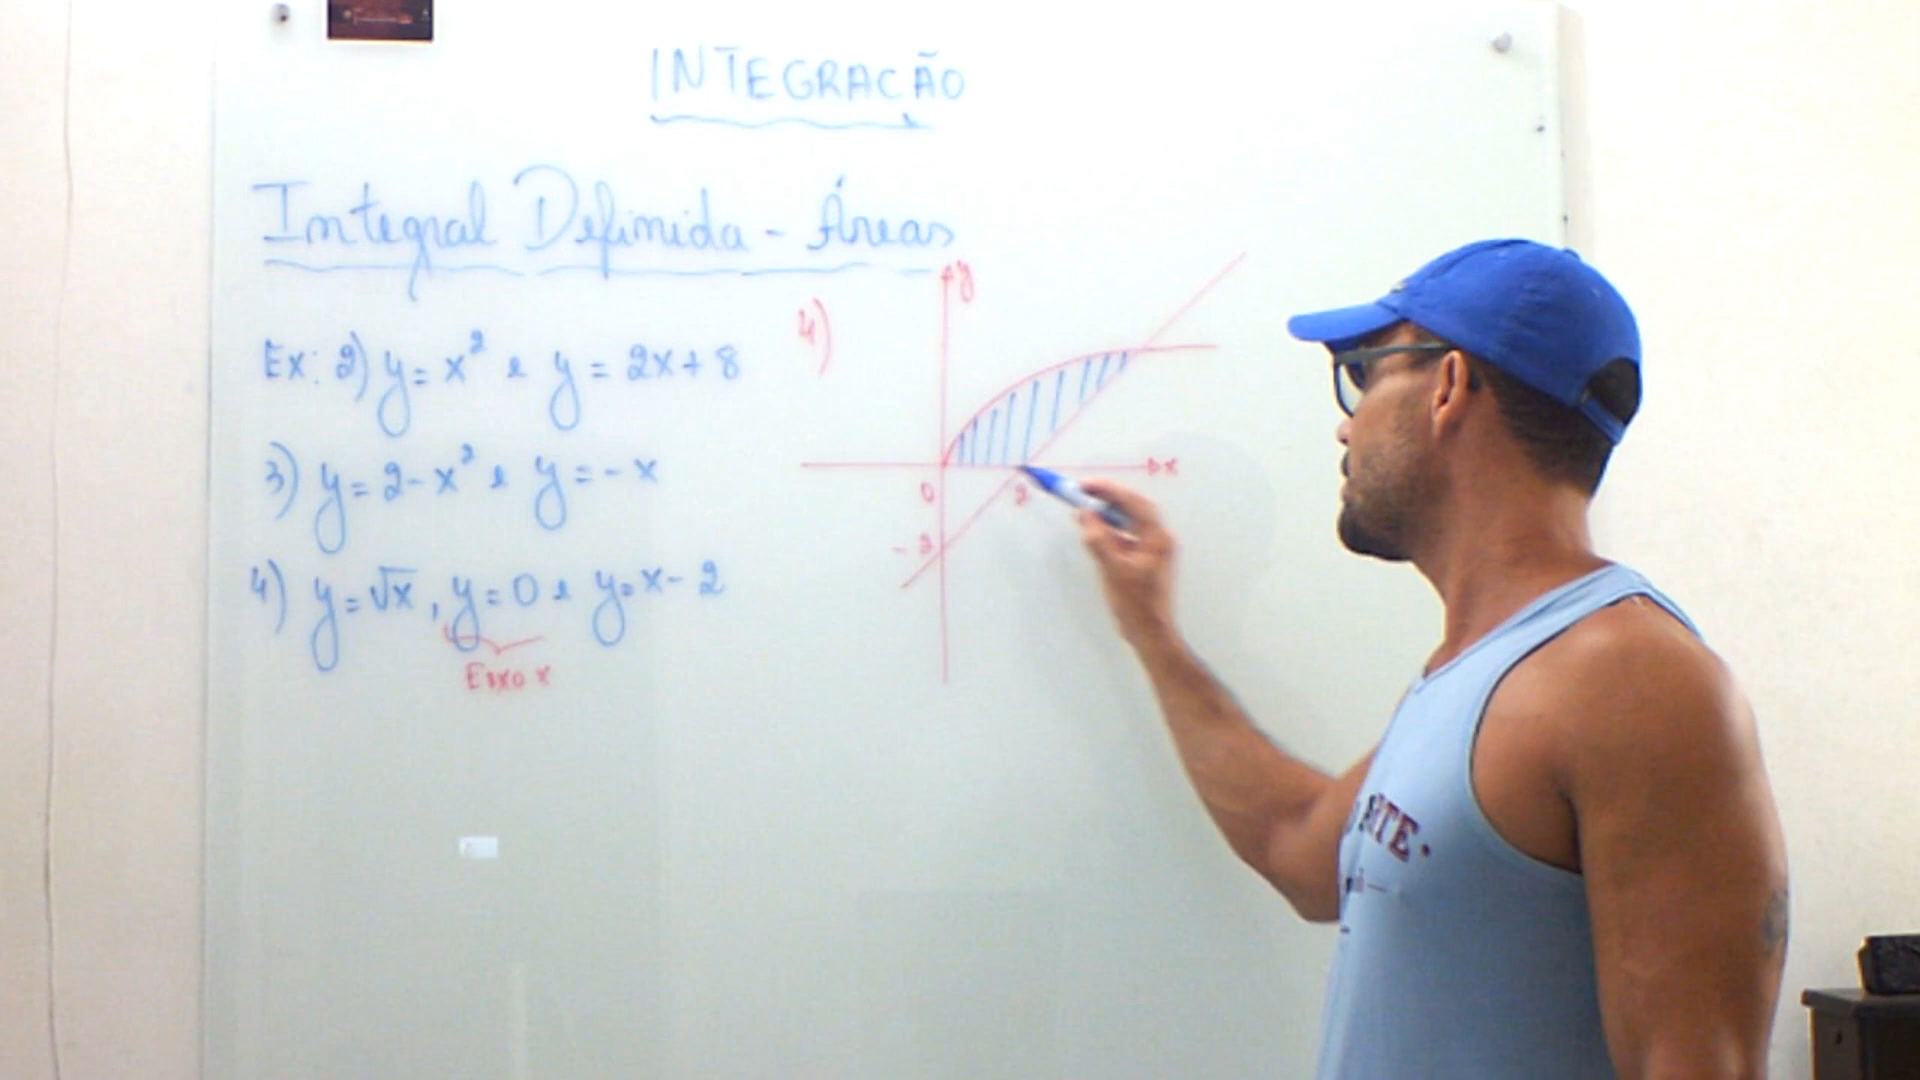 INTEGRAÇÃO
Integral Definida - Áreas
Ex: 2) y = x² e y = 2x + 8
3) y = 2 - x² e y = - x
4) y = √x , y = 0 e y = x - 2
Eixo x
4)
y
x
0
2
- 2